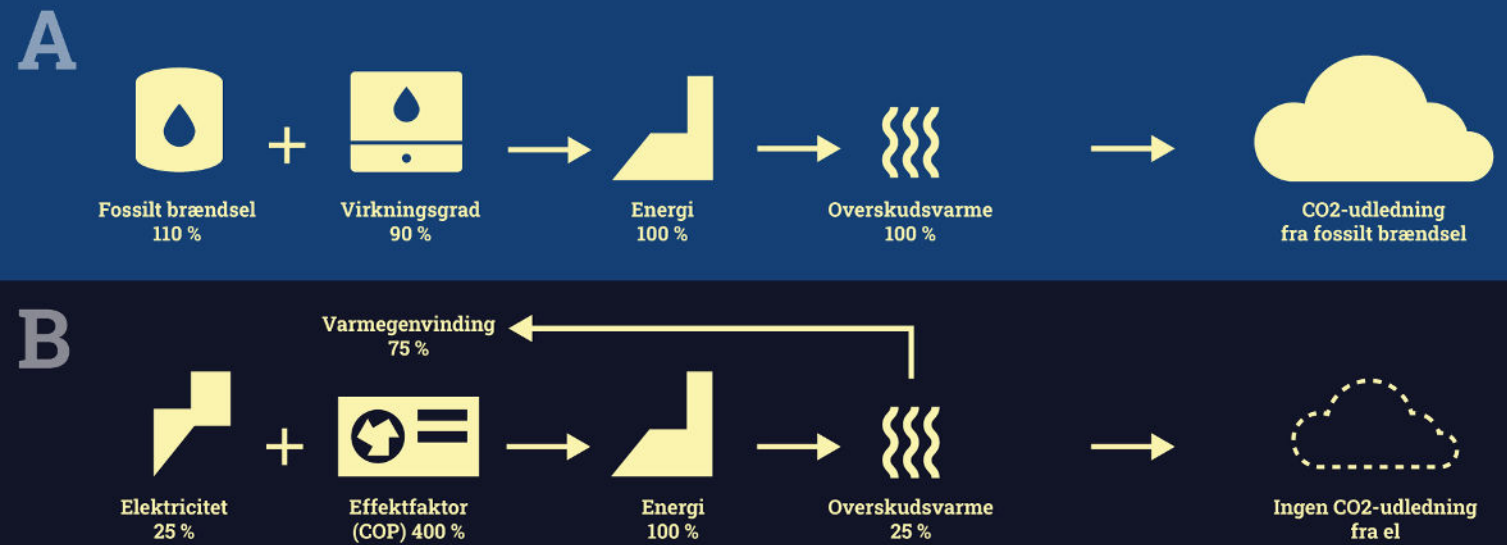 A
Fossilt brændsel
110 %
Virkningsgrad
90 %
Energi
100 %
Overskudsvarme
100 %
CO2-udledning
fra fossilt brændsel
B
Varmegenvinding
75 %
Elektricitet
25 %
Effektfaktor
(COP) 400 %
Energi
100 %
Overskudsvarme
25 %
Ingen CO2-udledning
fra el